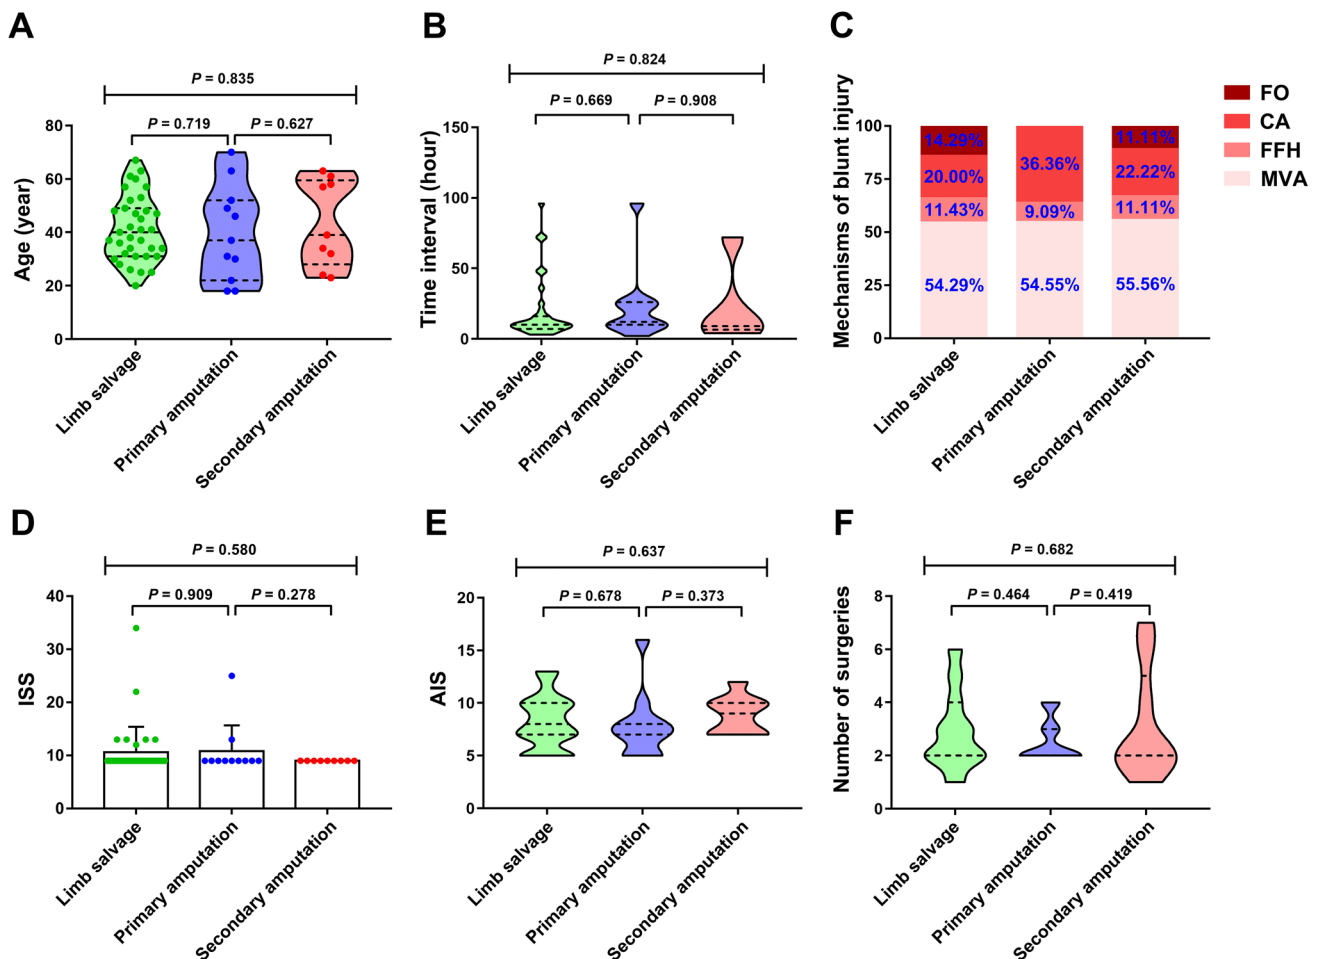 A
P = 0.835
P = 0.719
P = 0.627
Age (year)
80
60
40
20
0
Limb salvage
Primary amputation
Secondary amputation
B
P = 0.824
P = 0.669
P = 0.908
Time interval (hour)
150
100
50
0
Limb salvage
Primary amputation
Secondary amputation
C
Mechanisms of blunt injury
100
75
50
25
0
14.29%
20.00%
11.43%
54.29%
36.36%
9.09%
54.55%
11.11%
22.22%
11.11%
55.56%
Limb salvage
Primary amputation
Secondary amputation
FO
CA
FFH
MVA
D
P = 0.580
P = 0.909
P = 0.278
ISS
40
30
20
10
0
Limb salvage
Primary amputation
Secondary amputation
E
P = 0.637
P = 0.678
P = 0.373
AIS
20
15
10
5
0
Limb salvage
Primary amputation
Secondary amputation
F
P = 0.682
P = 0.464
P = 0.419
Number of surgeries
8
6
4
2
0
Limb salvage
Primary amputation
Secondary amputation